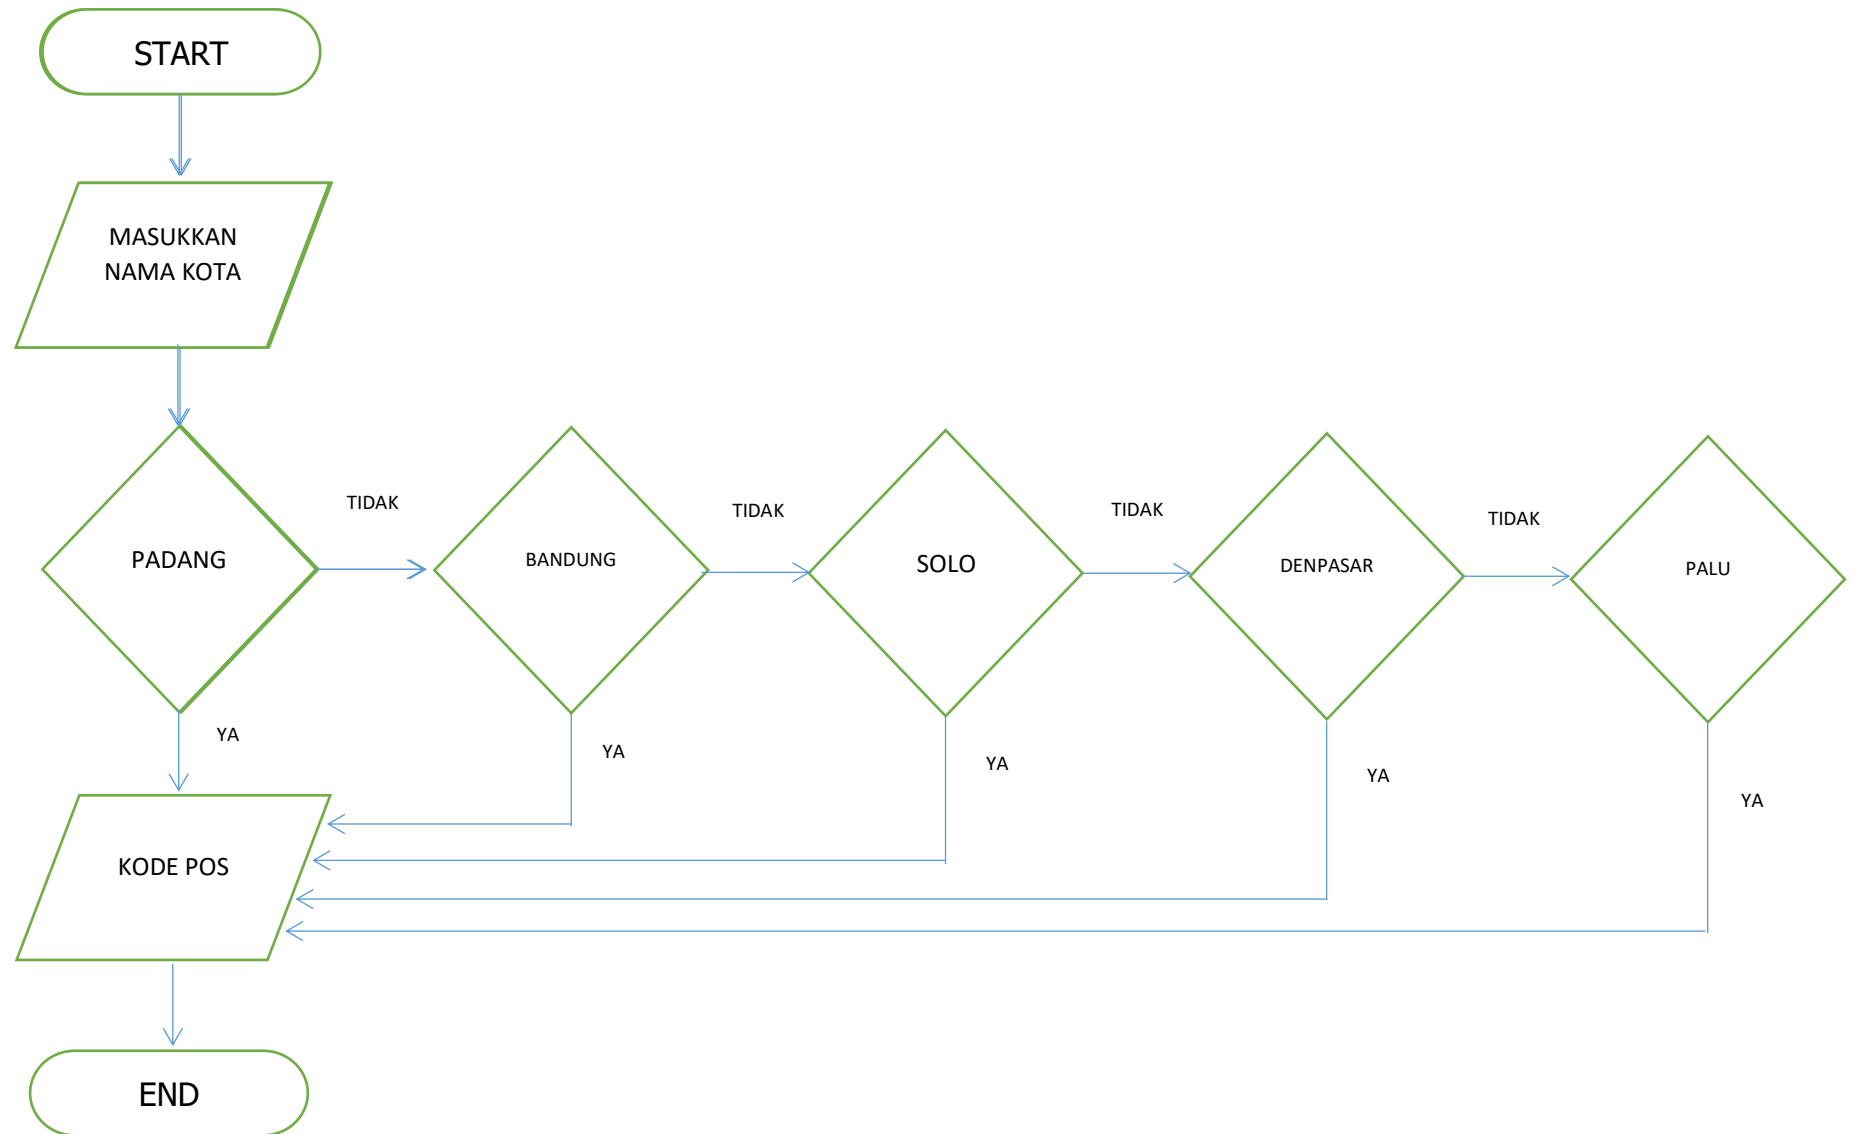 START
MASUKKAN
NAMA KOTA
PADANG
TIDAK
BANDUNG
TIDAK
SOLO
TIDAK
DENPASAR
TIDAK
PALU
YA
YA
YA
YA
YA
KODE POS
END